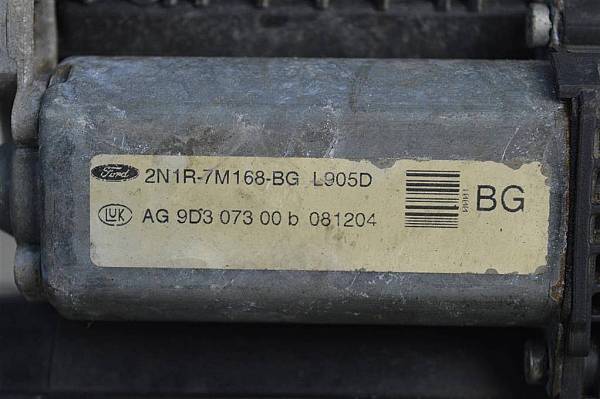 Ford 2N1R-7M168-BG L905D
LUK AG 9D3 073 00 b 081204
BG